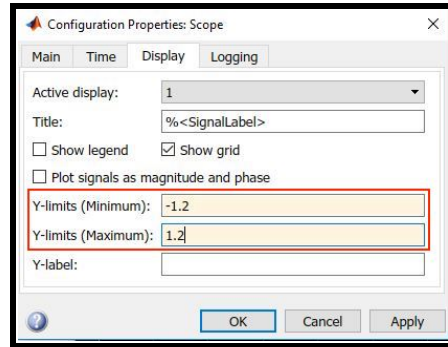 Configuration Properties: Scope
Main Time Display Logging
Active display: 1
Title: %<SignalLabel>
Show legend Show grid
Plot signals as magnitude and phase
Y-limits (Minimum): -1.2
Y-limits (Maximum): 1.2
Y-label:
OK Cancel Apply